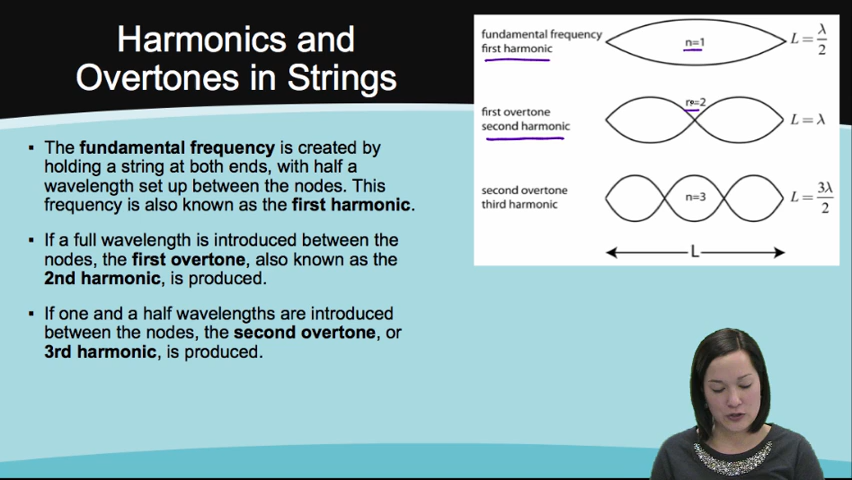 Harmonics and
Overtones in Strings
▪ The fundamental frequency is created by
holding a string at both ends, with half a
wavelength set up between the nodes. This
frequency is also known as the first harmonic.
▪ If a full wavelength is introduced between the
nodes, the first overtone, also known as the
2nd harmonic, is produced.
▪ If one and a half wavelengths are introduced
between the nodes, the second overtone, or
3rd harmonic, is produced.
fundamental frequency
first harmonic
n=1
L = λ/2
first overtone
second harmonic
n=2
L = λ
second overtone
third harmonic
n=3
L = 3λ/2
L